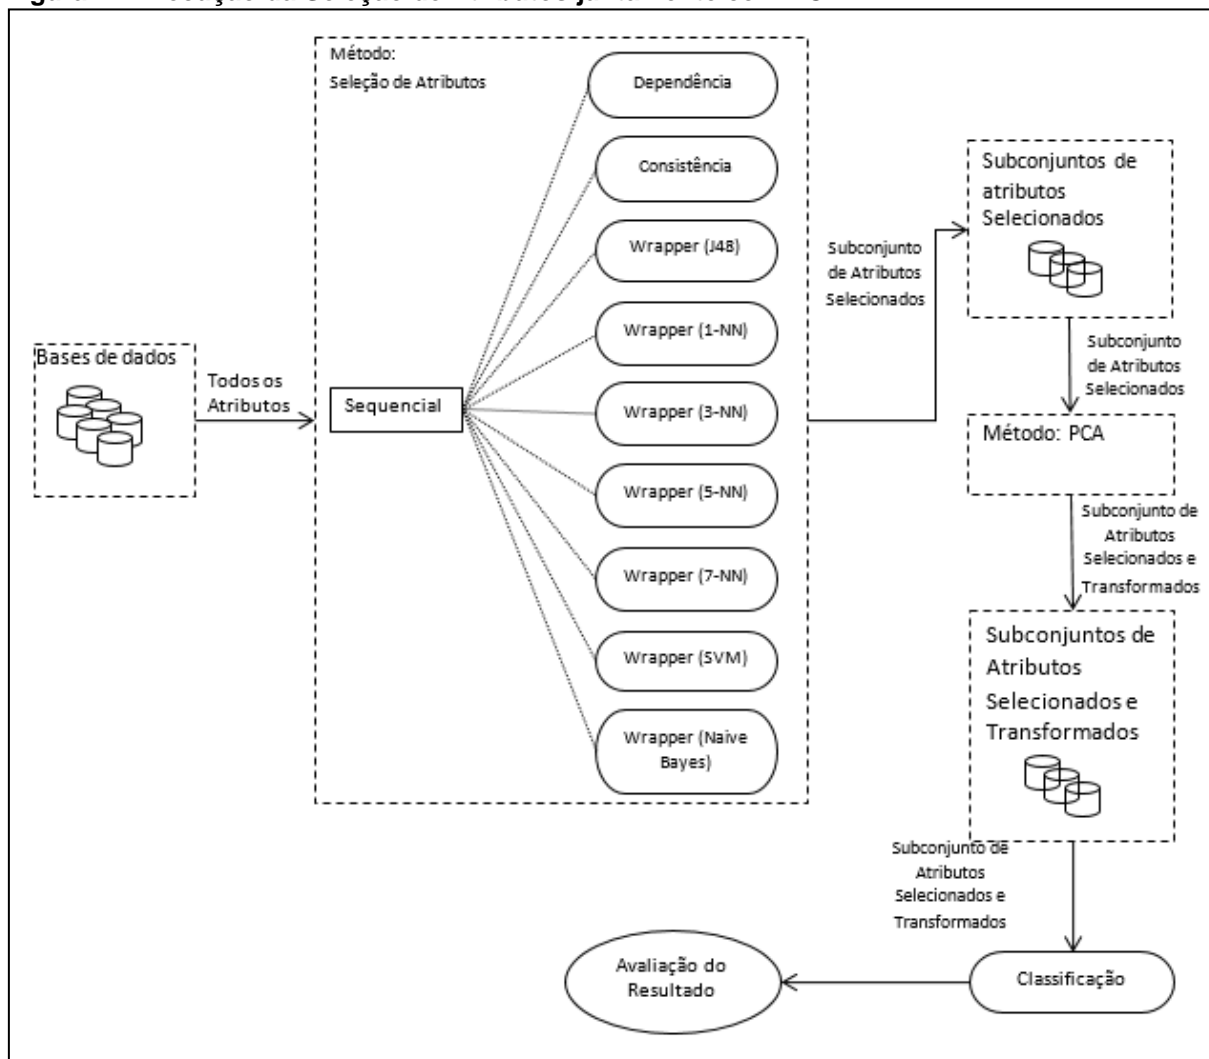 Método:
Seleção de Atributos
Dependência
Consistência
Wrapper (J48)
Wrapper (1-NN)
Wrapper (3-NN)
Wrapper (5-NN)
Wrapper (7-NN)
Wrapper (SVM)
Wrapper (Naive
Bayes)
Sequencial
Bases de dados
Todos os
Atributos
Subconjunto
de Atributos
Selecionados
Subconjuntos de
atributos
Selecionados
Subconjunto
de Atributos
Selecionados
Método: PCA
Subconjunto de
Atributos
Selecionados e
Transformados
Subconjuntos de
Atributos
Selecionados e
Transformados
Subconjunto de
Atributos
Selecionados e
Transformados
Classificação
Avaliação do
Resultado